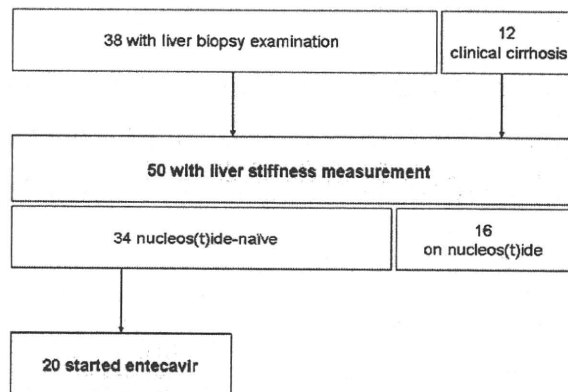 38 with liver biopsy examination
12
clinical cirrhosis
50 with liver stiffness measurement
34 nucleos(t)ide-naïve
16
on nucleos(t)ide
20 started entecavir